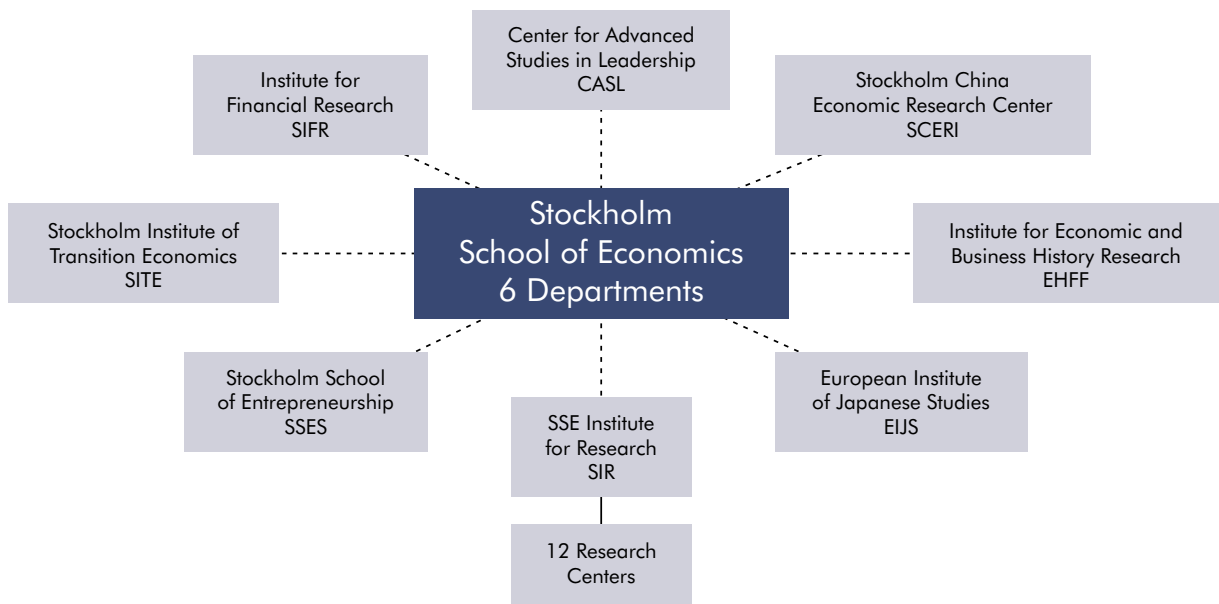 Center for Advanced
Studies in Leadership
CASL
Institute for
Financial Research
SIFR
Stockholm China
Economic Research Center
SCERI
Stockholm
School of Economics
6 Departments
Stockholm Institute of
Transition Economics
SITE
Institute for Economic and
Business History Research
EHFF
Stockholm School
of Entrepreneurship
SSES
European Institute
of Japanese Studies
EIJS
SSE Institute
for Research
SIR
12 Research
Centers